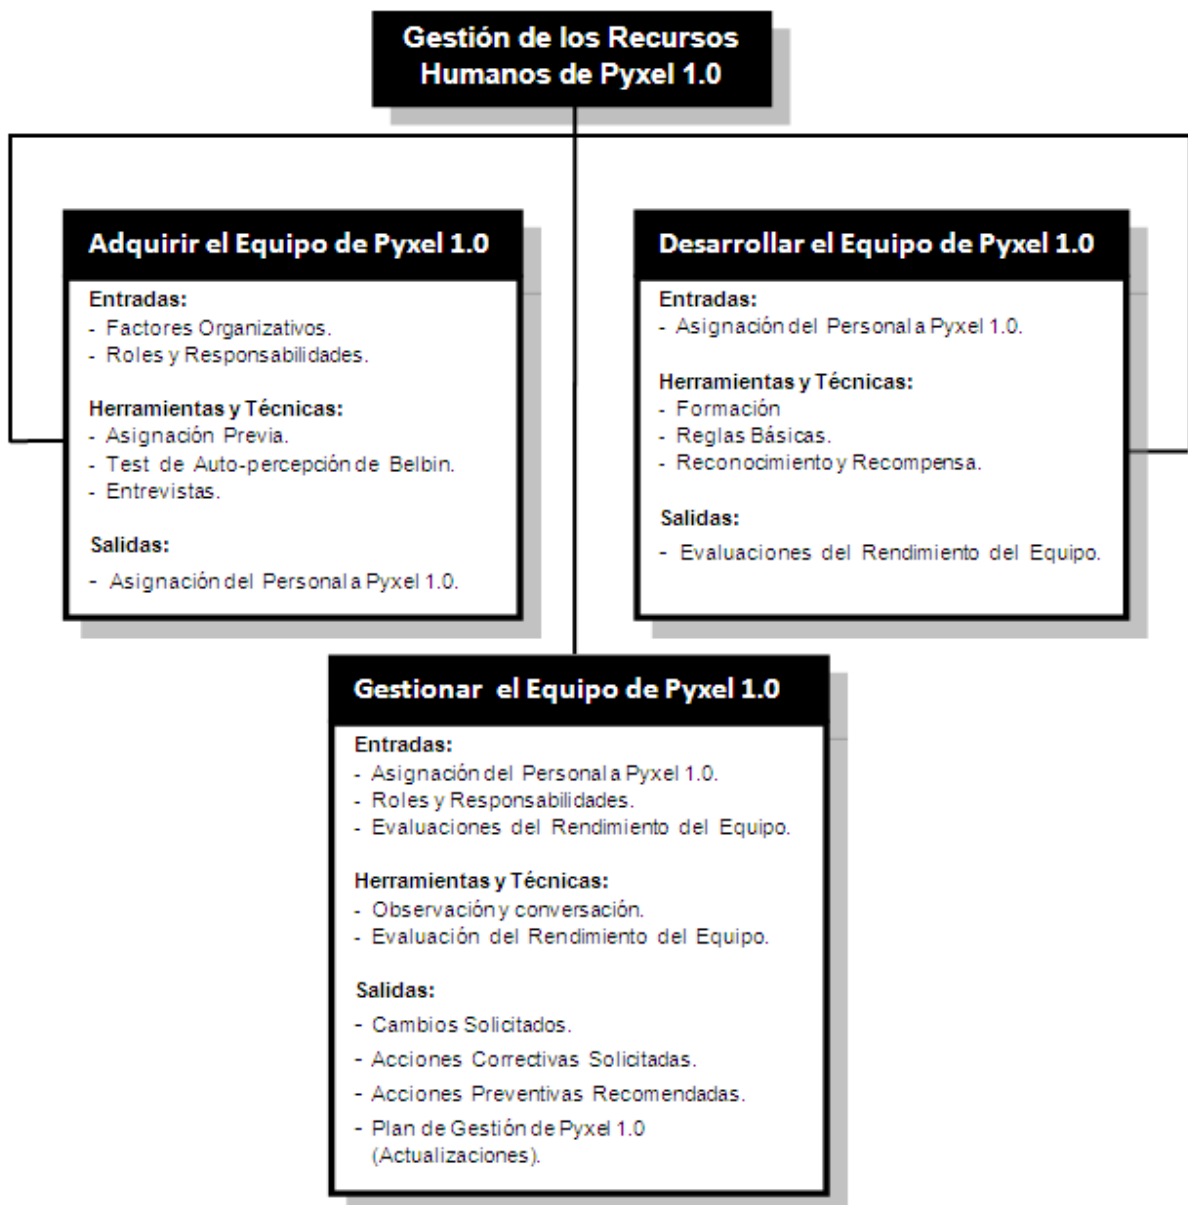 Gestión de los Recursos
Humanos de Pyxel 1.0
Adquirir el Equipo de Pyxel 1.0
Entradas:
- Factores Organizativos.
- Roles y Responsabilidades.
Herramientas y Técnicas:
- Asignación Previa.
- Test de Auto-percepción de Belbin.
- Entrevistas.
Salidas:
- Asignación del Personal a Pyxel 1.0.
Desarrollar el Equipo de Pyxel 1.0
Entradas:
- Asignación del Personal a Pyxel 1.0.
Herramientas y Técnicas:
- Formación
- Reglas Básicas.
- Reconocimiento y Recompensa.
Salidas:
- Evaluaciones del Rendimiento del Equipo.
Gestionar el Equipo de Pyxel 1.0
Entradas:
- Asignación del Personal a Pyxel 1.0.
- Roles y Responsabilidades.
- Evaluaciones del Rendimiento del Equipo.
Herramientas y Técnicas:
- Observación y conversación.
- Evaluación del Rendimiento del Equipo.
Salidas:
- Cambios Solicitados.
- Acciones Correctivas Solicitadas.
- Acciones Preventivas Recomendadas.
- Plan de Gestión de Pyxel 1.0
(Actualizaciones).